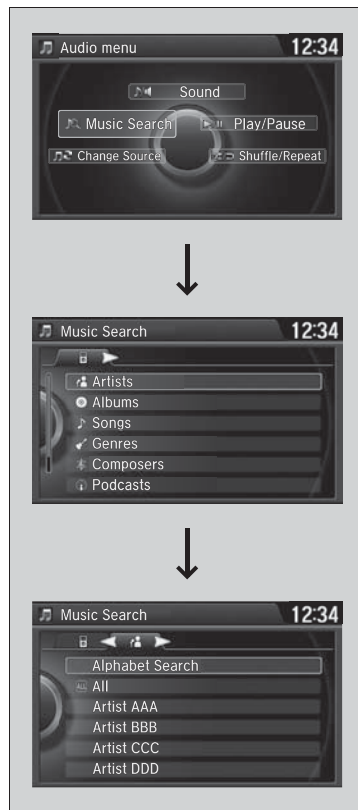 Audio menu 12:34
Sound
Music Search Play/Pause
Change Source Shuffle/Repeat
Music Search 12:34
Artists
Albums
Songs
Genres
Composers
Podcasts
Music Search 12:34
Alphabet Search
ALL All
Artist AAA
Artist BBB
Artist CCC
Artist DDD